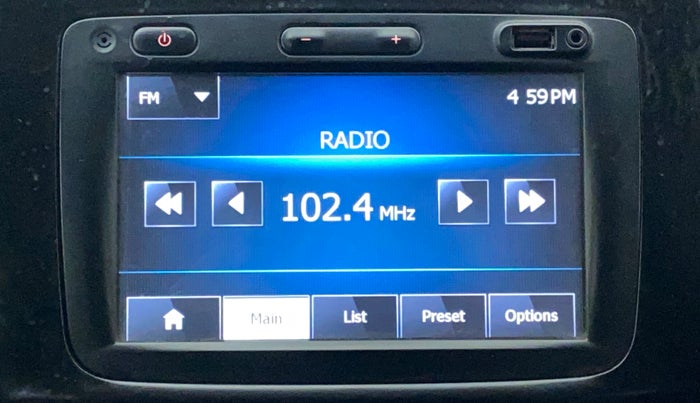 FM
4 59PM
RADIO
102.4 MHz
Main
List
Preset
Options